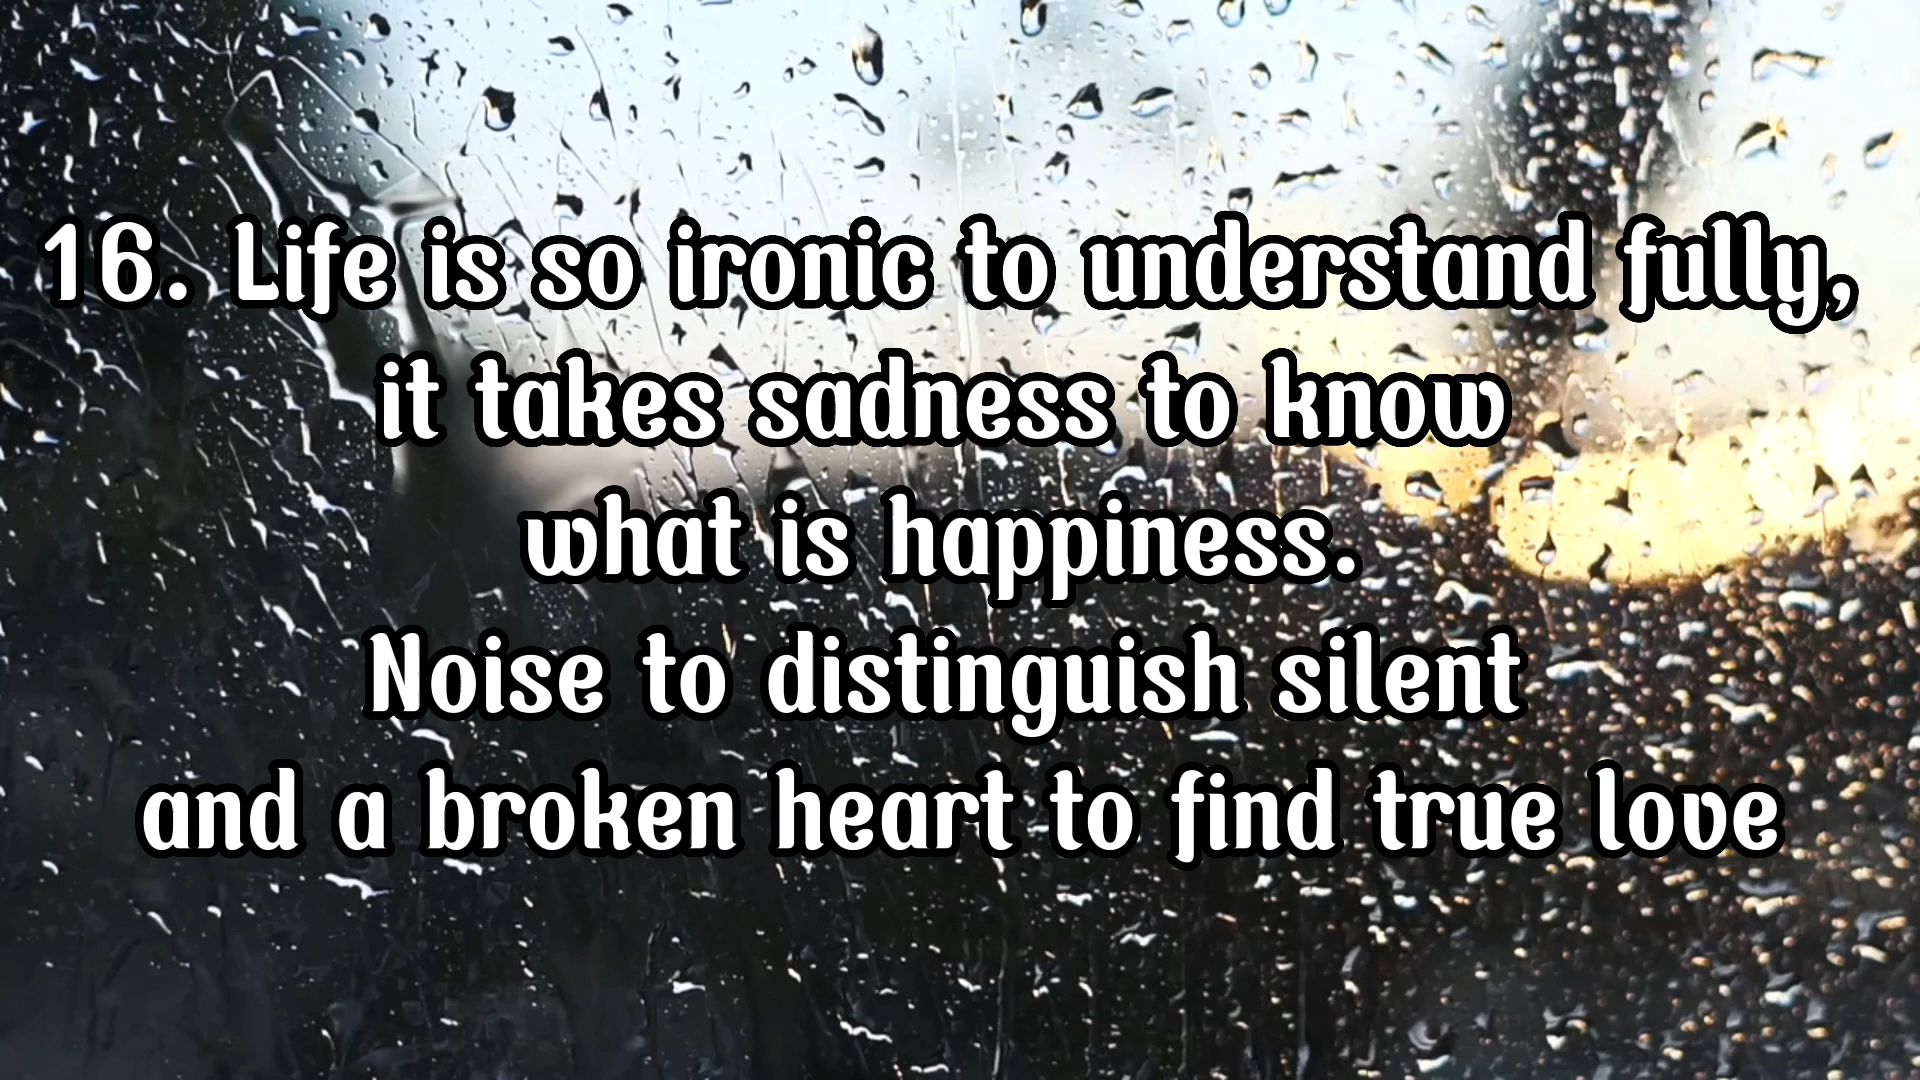 16. Life is so ironic to understand fully,
it takes sadness to know
what is happiness.
Noise to distinguish silent
and a broken heart to find true love